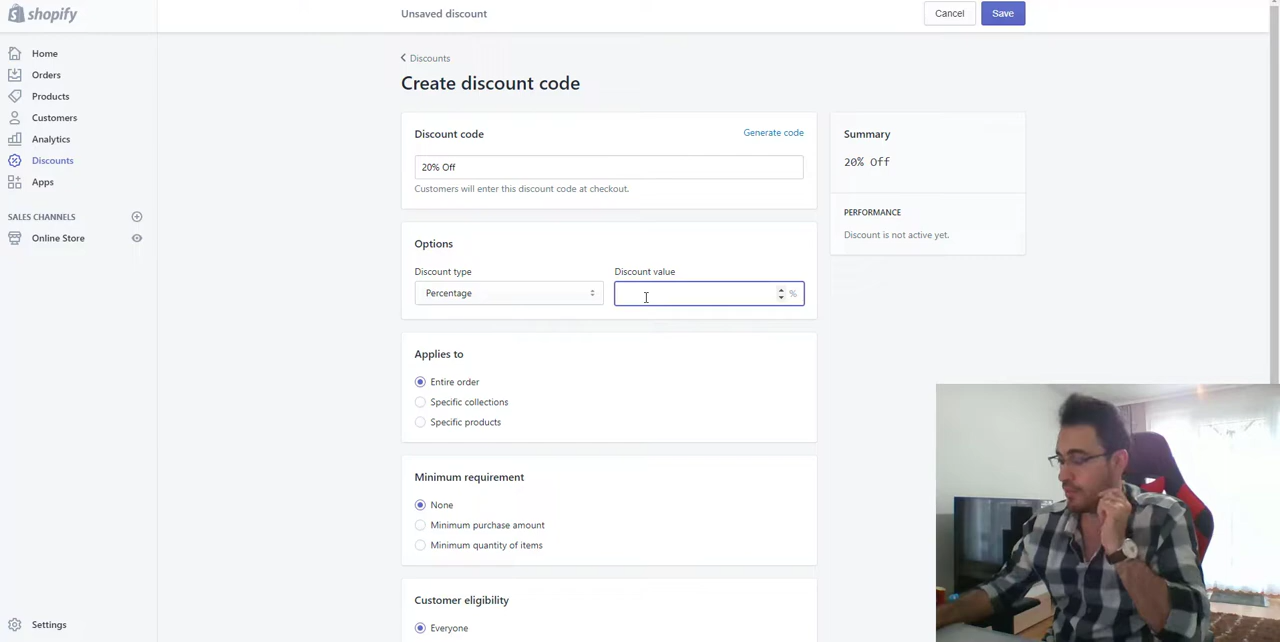 shopify
Unsaved discount
Cancel
Save
Home
Orders
Products
Customers
Analytics
Discounts
Apps
SALES CHANNELS
Online Store
Settings
Discounts
Create discount code
Discount code
Generate code
20% Off
Customers will enter this discount code at checkout.
Options
Discount type
Discount value
Percentage
%
Applies to
Entire order
Specific collections
Specific products
Minimum requirement
None
Minimum purchase amount
Minimum quantity of items
Customer eligibility
Everyone
Summary
20% Off
PERFORMANCE
Discount is not active yet.